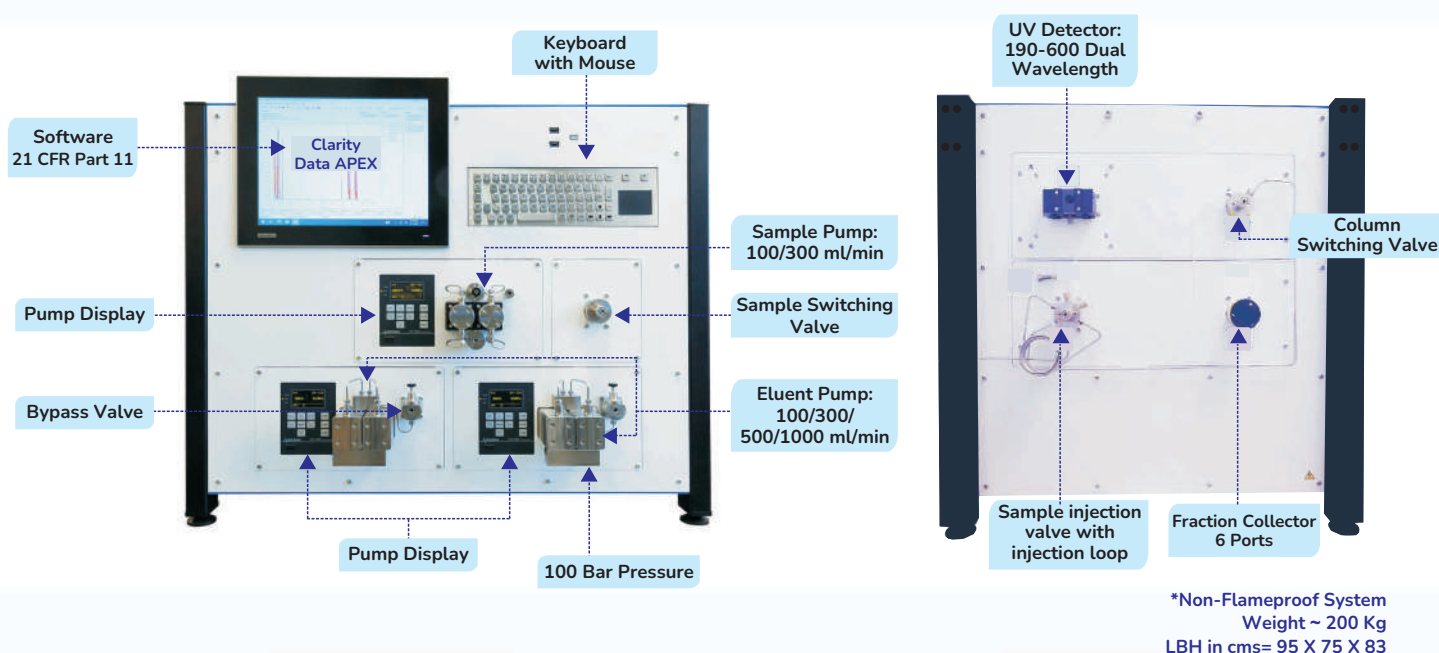 Keyboard
with Mouse
UV Detector:
190-600 Dual
Wavelength
Software
21 CFR Part 11
Clarity
Data APEX
Sample Pump:
100/300 ml/min
Column
Switching Valve
Pump Display
Sample Switching
Valve
Bypass Valve
Eluent Pump:
100/300/
500/1000 ml/min
Pump Display
100 Bar Pressure
Sample injection
valve with
injection loop
Fraction Collector
6 Ports
*Non-Flameproof System
Weight ~ 200 Kg
LBH in cms= 95 X 75 X 83